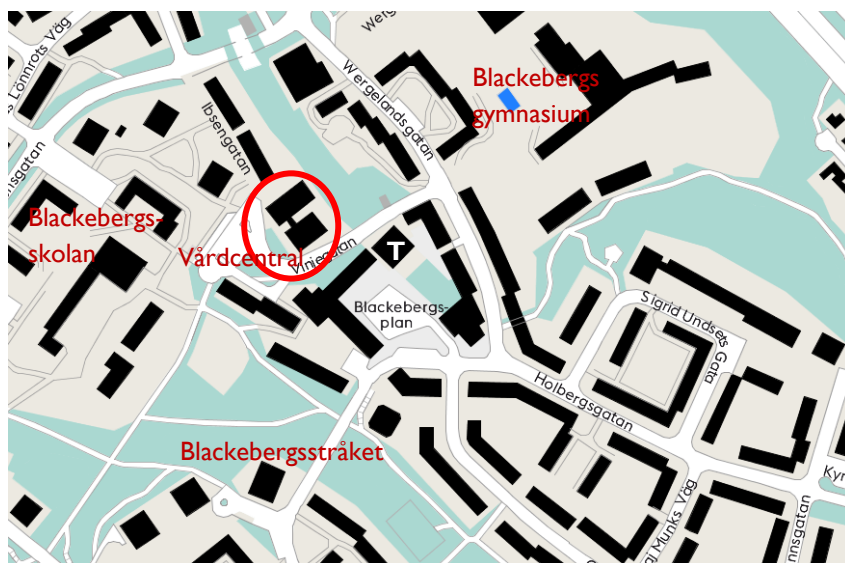 Wergelandsgatan
Blackebergs
gymnasium
Ibsengatan
Blackebergs-
skolan
Vårdcentral
T
Blackebergs-
plan
Sigrid Undsets
Gata
Holbergsgatan
Blackebergsstråket
Munks Väg